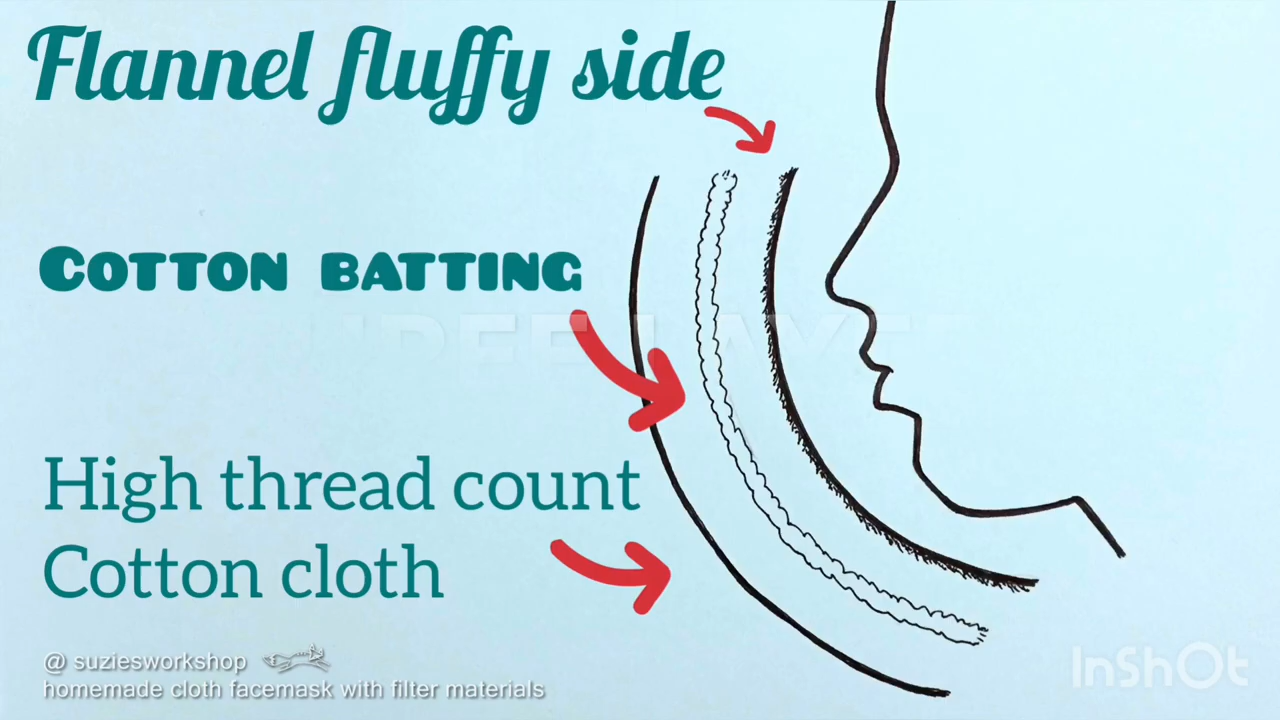 Flannel fluffy side
COTTON BATTING
High thread count
Cotton cloth
@ suziesworkshop
homemade cloth facemask with filter materials
InShOt